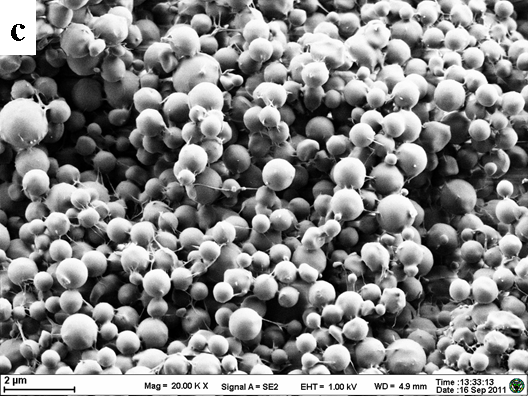 c
2 µm
Mag = 20.00 K X Signal A = SE2 EHT = 1.00 kV WD = 4.9 mm
Time :13:33:13
Date :16 Sep 2011